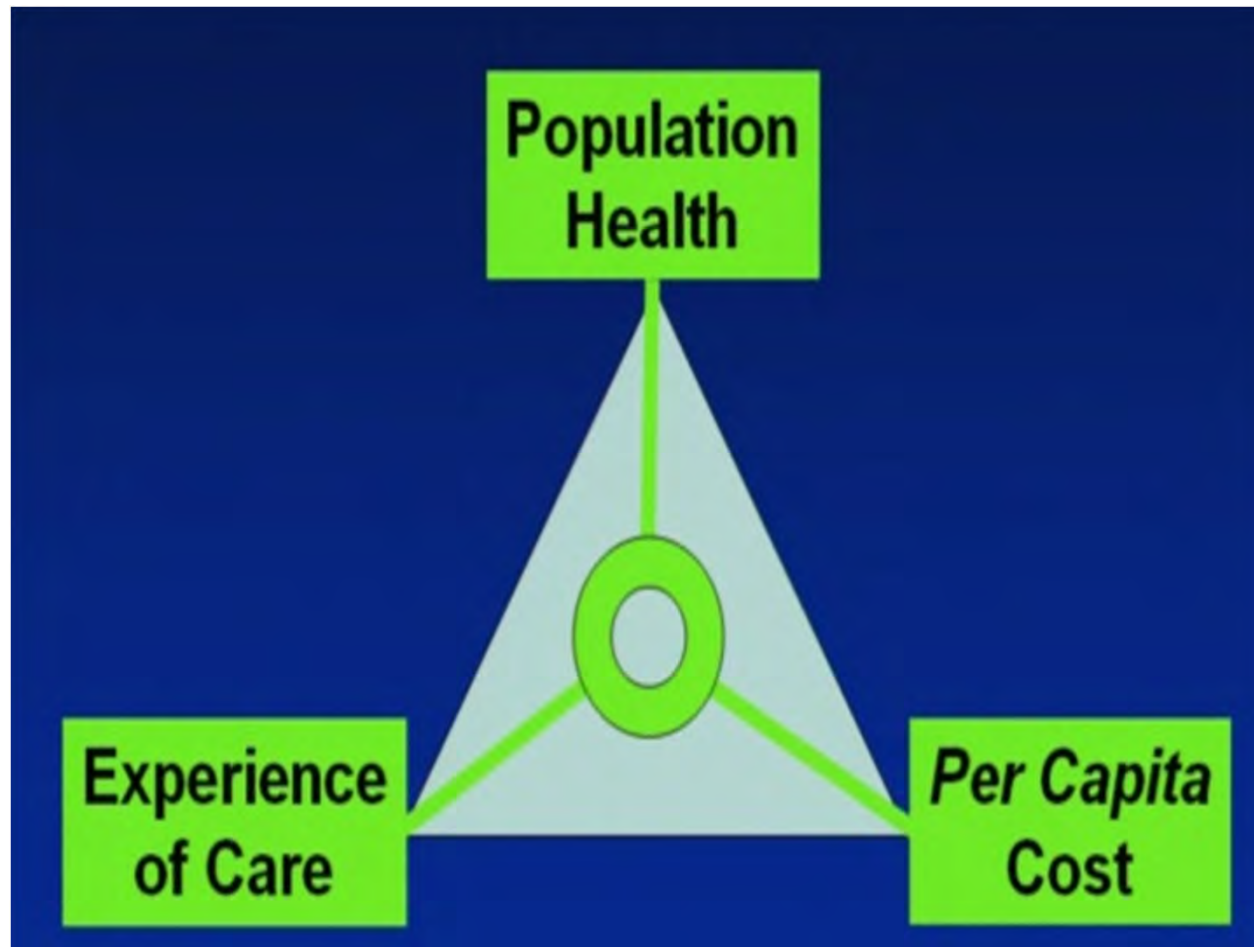 Population
Health
Experience
of Care
Per Capita
Cost